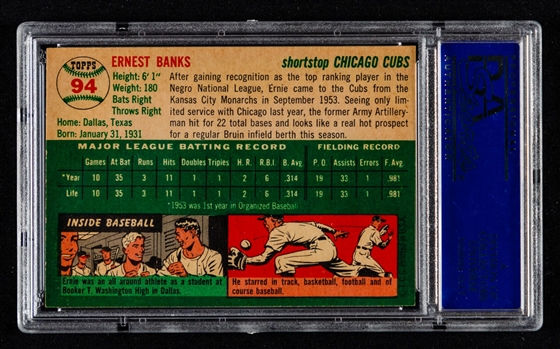 TOPPS
94
ERNEST BANKS
shortstop CHICAGO CUBS
Height: 6' 1"
Weight: 180
Bats Right
Throws Right
Home: Dallas, Texas
Born: January 31, 1931
After gaining recognition as the top ranking player in the
Negro National League, Ernie came to the Cubs from the
Kansas City Monarchs in September 1953. Seeing only lim-
ited service with Chicago last year, the former Army Artillery-
man hit for 22 total bases and looks like a real hot prospect
for a regular Bruin infield berth this season.
MAJOR LEAGUE BATTING RECORD FIELDING RECORD
Games At Bat Runs Hits Doubles Triples H. R. R.B.I. B. Avg. P. O. Assists Errors F. Avg.
*Year 10 35 3 11 1 1 2 6 .314 19 33 1 .981
Life 10 35 3 11 1 1 2 6 .314 19 33 1 .981
*1953 was 1st year in Organized Baseball
INSIDE BASEBALL
Ernie was an all around athlete as a student at
Booker T. Washington High in Dallas.
He starred in track, basketball, football and of
course baseball.